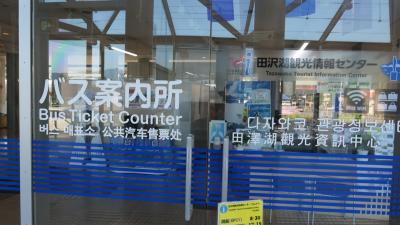 バス案内所
Bus Ticket Counter
버스 매표소 公共汽车售票处
田沢湖観光情報センター
Tazawako Tourist Information Center
다자와코 관광정보센터
田澤湖觀光資訊中心